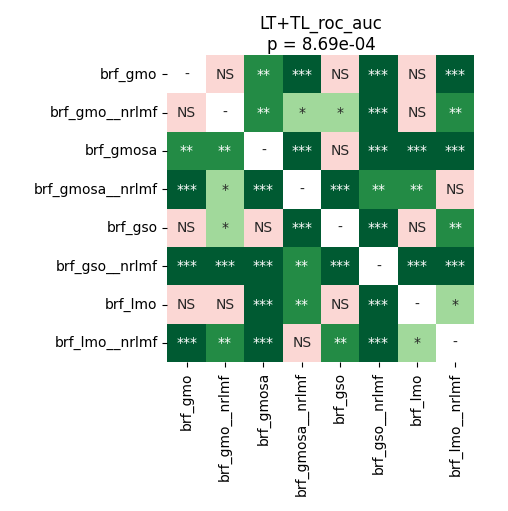 LT+TL_roc_auc
p = 8.69e-04
brf_gmo - NS ** *** NS *** NS ***
brf_gmo__nrlmf NS - ** * * *** NS **
brf_gmosa ** ** - *** NS *** *** ***
brf_gmosa__nrlmf *** * *** - *** ** ** NS
brf_gso NS * NS *** - *** NS **
brf_gso__nrlmf *** *** *** ** *** - *** ***
brf_lmo NS NS *** ** NS *** - *
brf_lmo__nrlmf *** ** *** NS ** *** * -
brf_gmo
brf_gmo__nrlmf
brf_gmosa
brf_gmosa__nrlmf
brf_gso
brf_gso__nrlmf
brf_lmo
brf_lmo__nrlmf